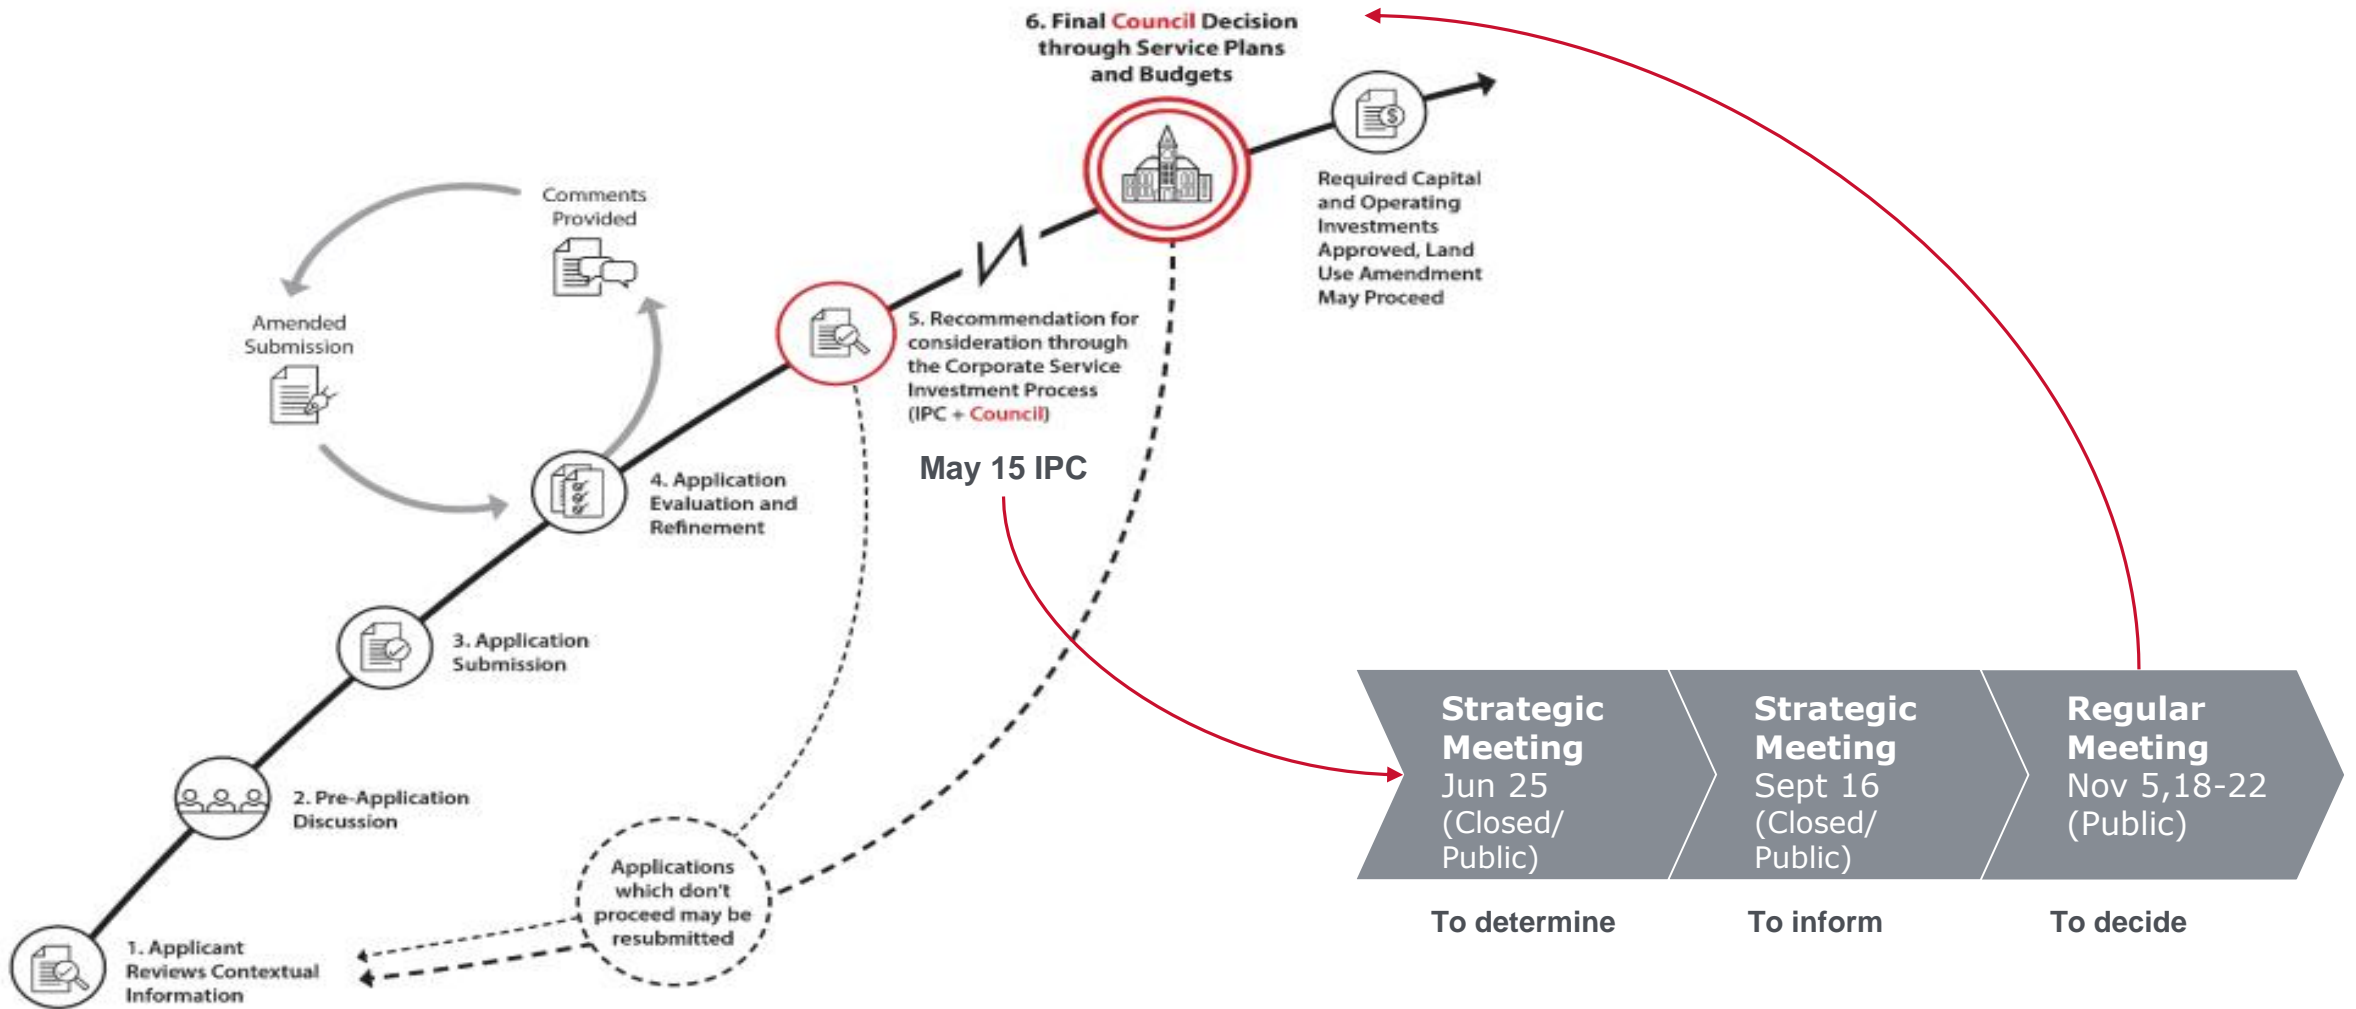 6. Final Council Decision
through Service Plans
and Budgets
Required Capital
and Operating
Investments
Approved, Land
Use Amendment
May Proceed
Comments
Provided
Amended
Submission
5. Recommendation for
consideration through
the Corporate Service
Investment Process
(IPC + Council)
May 15 IPC
4. Application
Evaluation and
Refinement
3. Application
Submission
2. Pre-Application
Discussion
1. Applicant
Reviews Contextual
Information
Applications
which don't
proceed may be
resubmitted
Strategic
Meeting
Jun 25
(Closed/
Public)
To determine
Strategic
Meeting
Sept 16
(Closed/
Public)
To inform
Regular
Meeting
Nov 5,18-22
(Public)
To decide